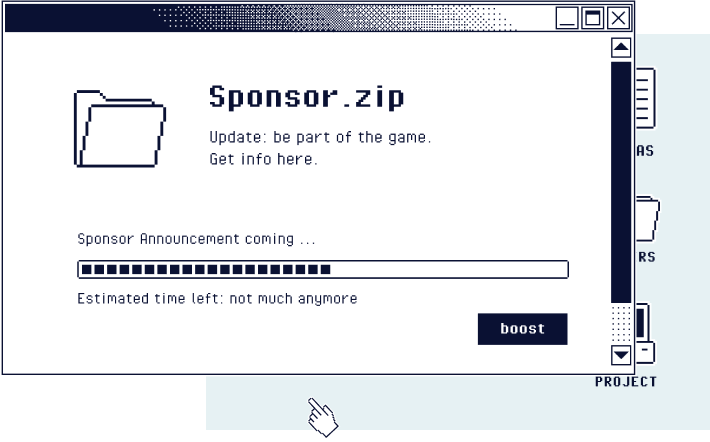 Sponsor.zip
Update: be part of the game.
Get info here.
AS
Sponsor Announcement coming ...
RS
Estimated time left: not much anymore
boost
PROJECT